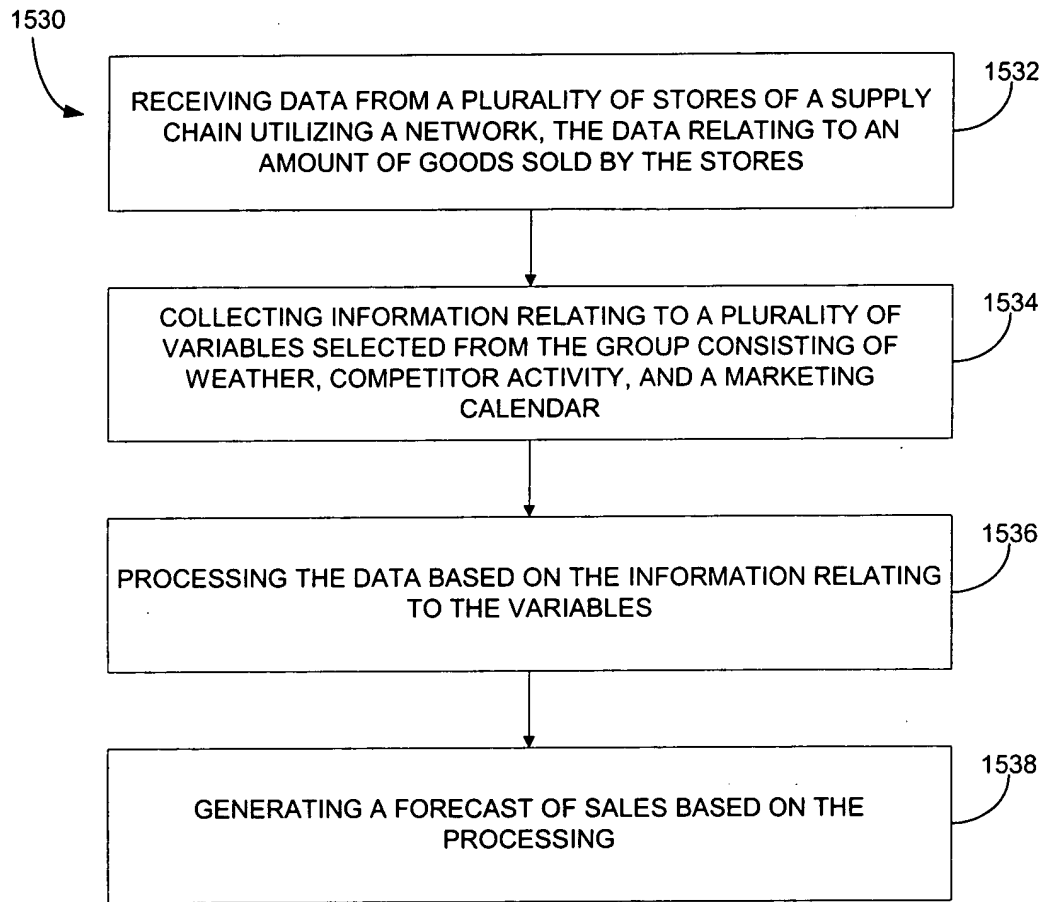 1530
1532
RECEIVING DATA FROM A PLURALITY OF STORES OF A SUPPLY
CHAIN UTILIZING A NETWORK, THE DATA RELATING TO AN
AMOUNT OF GOODS SOLD BY THE STORES
1534
COLLECTING INFORMATION RELATING TO A PLURALITY OF
VARIABLES SELECTED FROM THE GROUP CONSISTING OF
WEATHER, COMPETITOR ACTIVITY, AND A MARKETING
CALENDAR
1536
PROCESSING THE DATA BASED ON THE INFORMATION RELATING
TO THE VARIABLES
1538
GENERATING A FORECAST OF SALES BASED ON THE
PROCESSING